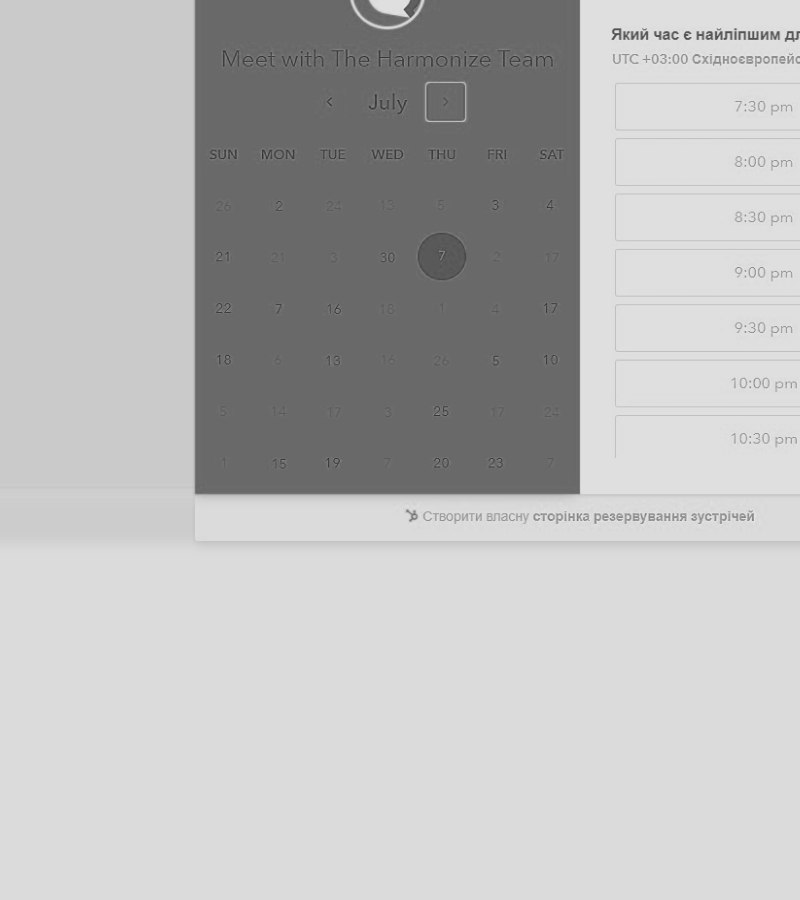 Meet with The Harmonize Team
July
SUN MON TUE WED THU FRI SAT
26 2 24 13 5 3 4
21 21 3 30 7 2 17
22 7 16 18 1 4 17
18 6 13 16 26 5 10
5 14 17 3 25 17 24
1 15 19 7 20 23 7
Який час є найліпшим
UTC +03:00
7:30 pm
8:00 pm
8:30 pm
9:00 pm
9:30 pm
10:00 pm
10:30 pm
Створити власну сторінка резервування зустрічей